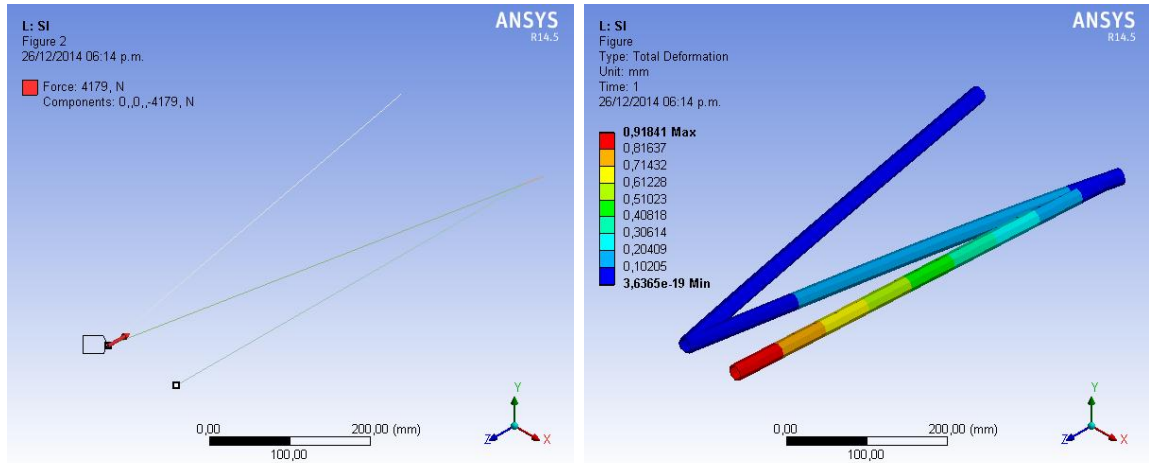 L: SI
Figure 2
26/12/2014 06:14 p.m.
Force: 4179, N
Components: 0,,0,,-4179, N
ANSYS
R14.5
0,00
200,00 (mm)
100,00
Y
Z
X
L: SI
Figure
Type: Total Deformation
Unit: mm
Time: 1
26/12/2014 06:14 p.m.
0,91841 Max
0,81637
0,71432
0,61228
0,51023
0,40818
0,30614
0,20409
0,10205
3,6365e-19 Min
ANSYS
R14.5
0,00
200,00 (mm)
100,00
Y
Z
X